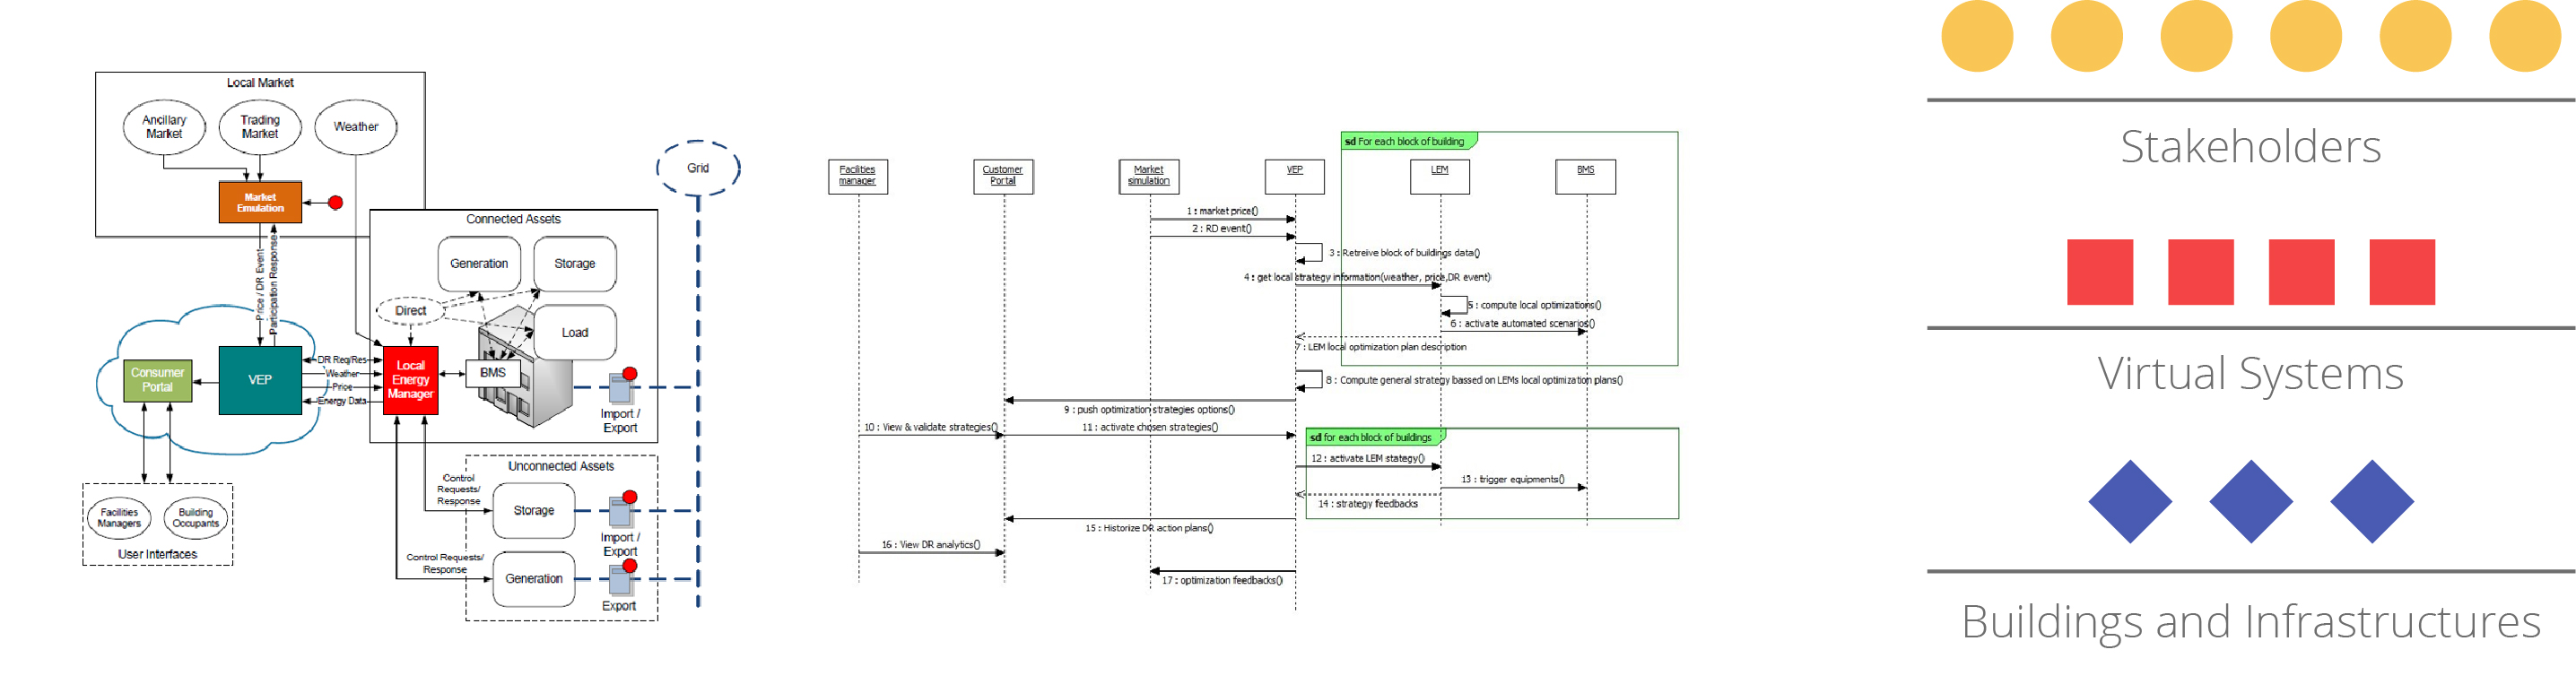 Local Market
Ancillary
Market
Trading
Market
Weather
Market
Emulation
Price / DR Event
Participation Response
Connected Assets
Generation
Storage
Direct
Load
BMS
Local
Energy
Manager
Import /
Export
Grid
Consumer
Portal
VEP
DR Req/Res
Weather
Price
Energy Data
Unconnected Assets
Control
Requests/
Response
Storage
Import /
Export
Control Requests/
Response
Generation
Export
Facilities
Managers
Building
Occupants
User Interfaces
Facilities
manager
Customer
Portal
Market
simulation
VEP
sd For each block of building
LEM
BMS
1 : market price()
2 : RD event()
3 : Retreive block of buildings data()
4 : get local strategy information(weather, price,DR event)
5 : compute local optimizations()
6 : activate automated scenarios()
7 : LEM local optimization plan description
8 : Compute general strategy bassed on LEMs local optimization plans()
9 : push optimization strategies options()
10 : View & validate strategies()
11 : activate chosen strategies()
sd for each block of buildings
12 : activate LEM stategy()
13 : trigger equipments()
14 : strategy feedbacks
15 : Historize DR action plans()
16 : View DR analytics()
17 : optimization feedbacks()
Stakeholders
Virtual Systems
Buildings and Infrastructures